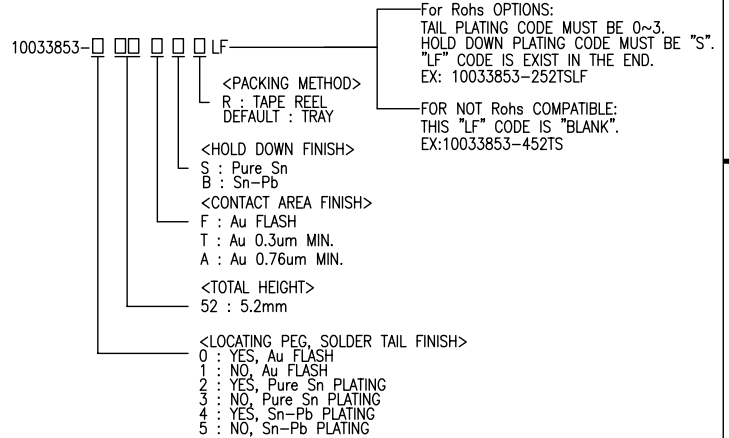 For Rohs OPTIONS:
TAIL PLATING CODE MUST BE 0~3.
HOLD DOWN PLATING CODE MUST BE "S".
"LF" CODE IS EXIST IN THE END.
EX: 10033853-252TSLF
10033853-□ □□ □ □ □ LF
FOR NOT Rohs COMPATIBLE:
THIS "LF" CODE IS "BLANK".
EX:10033853-452TS
<PACKING METHOD>
R : TAPE REEL
DEFAULT : TRAY
<HOLD DOWN FINISH>
S : Pure Sn
B : Sn-Pb
<CONTACT AREA FINISH>
F : Au FLASH
T : Au 0.3um MIN.
A : Au 0.76um MIN.
<TOTAL HEIGHT>
52 : 5.2mm
<LOCATING PEG, SOLDER TAIL FINISH>
0 : YES, Au FLASH
1 : NO, Au FLASH
2 : YES, Pure Sn PLATING
3 : NO, Pure Sn PLATING
4 : YES, Sn-Pb PLATING
5 : NO, Sn-Pb PLATING